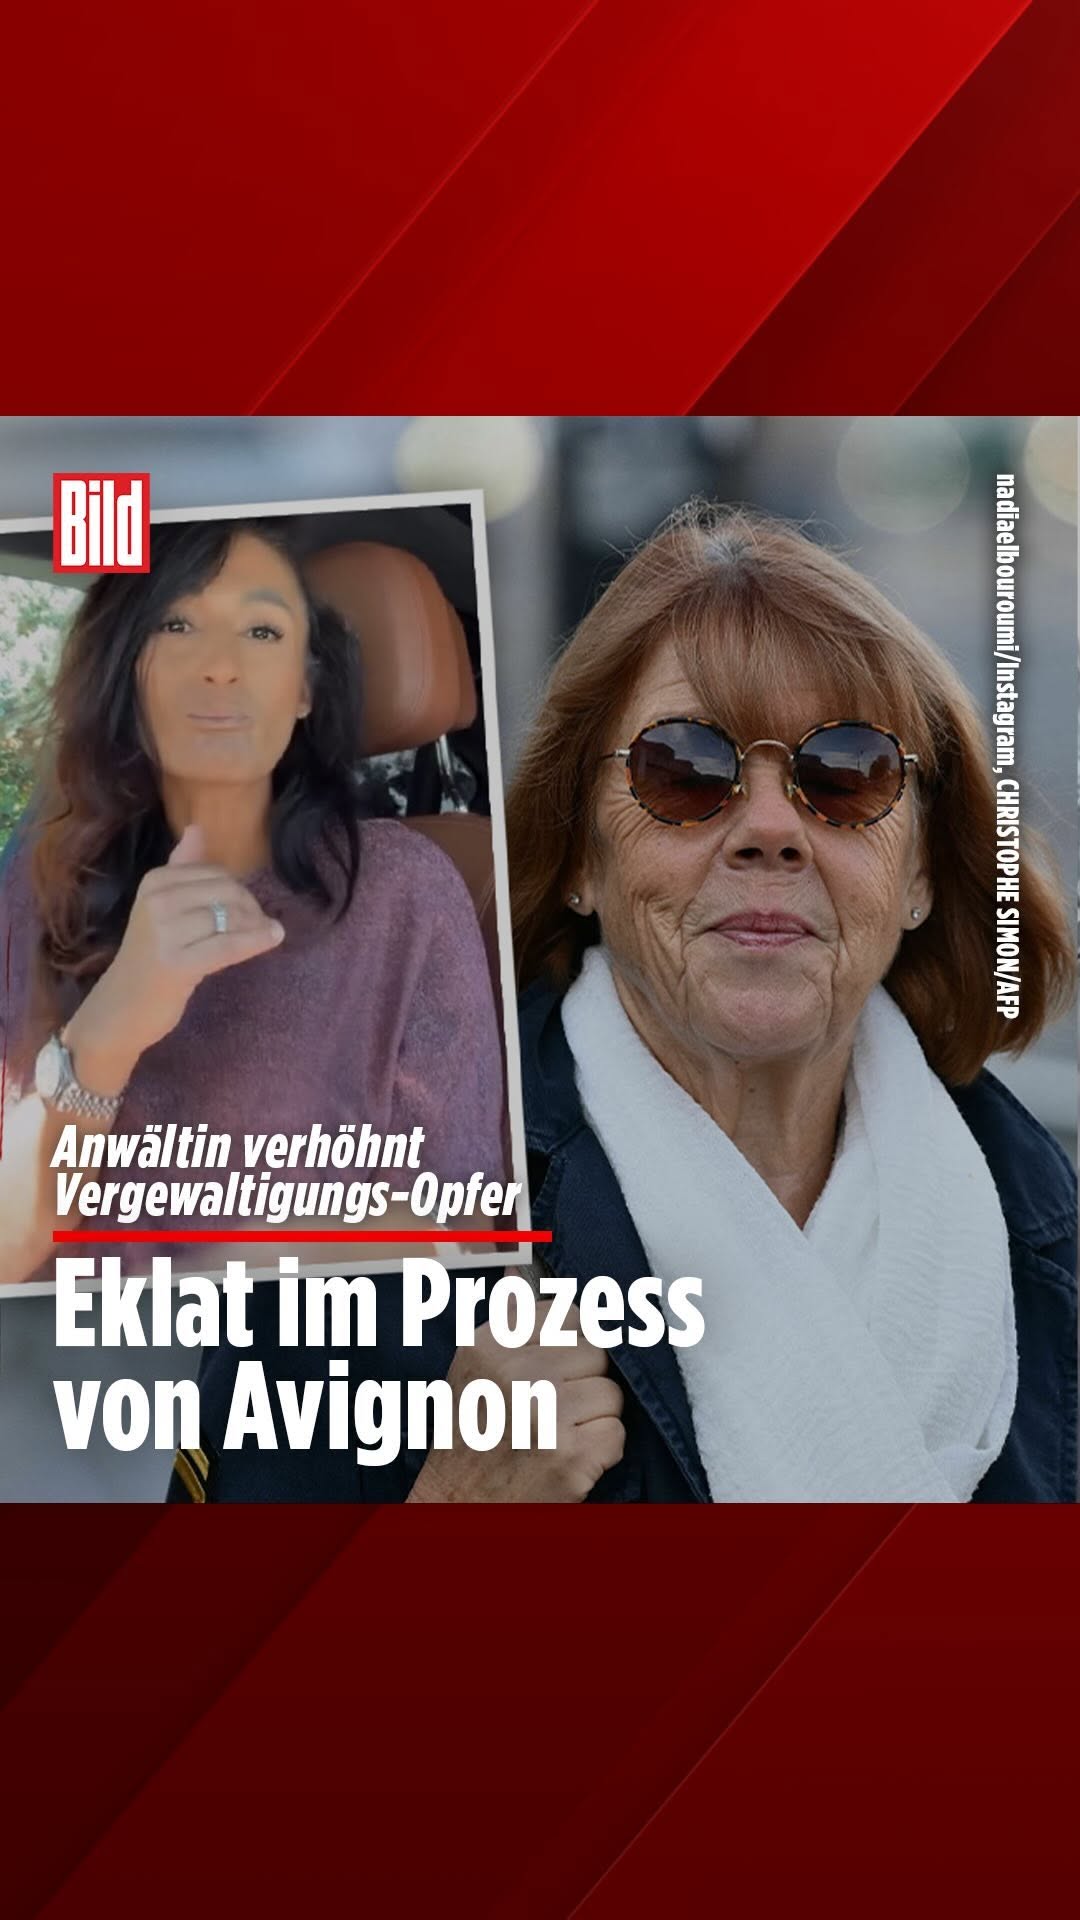 Bild
nadiaelbouroumi/Instagram, CHRISTOPHE SIMON/AFP
Anwältin verhöhnt
Vergewaltigungs-Opfer
Eklat im Prozess
von Avignon